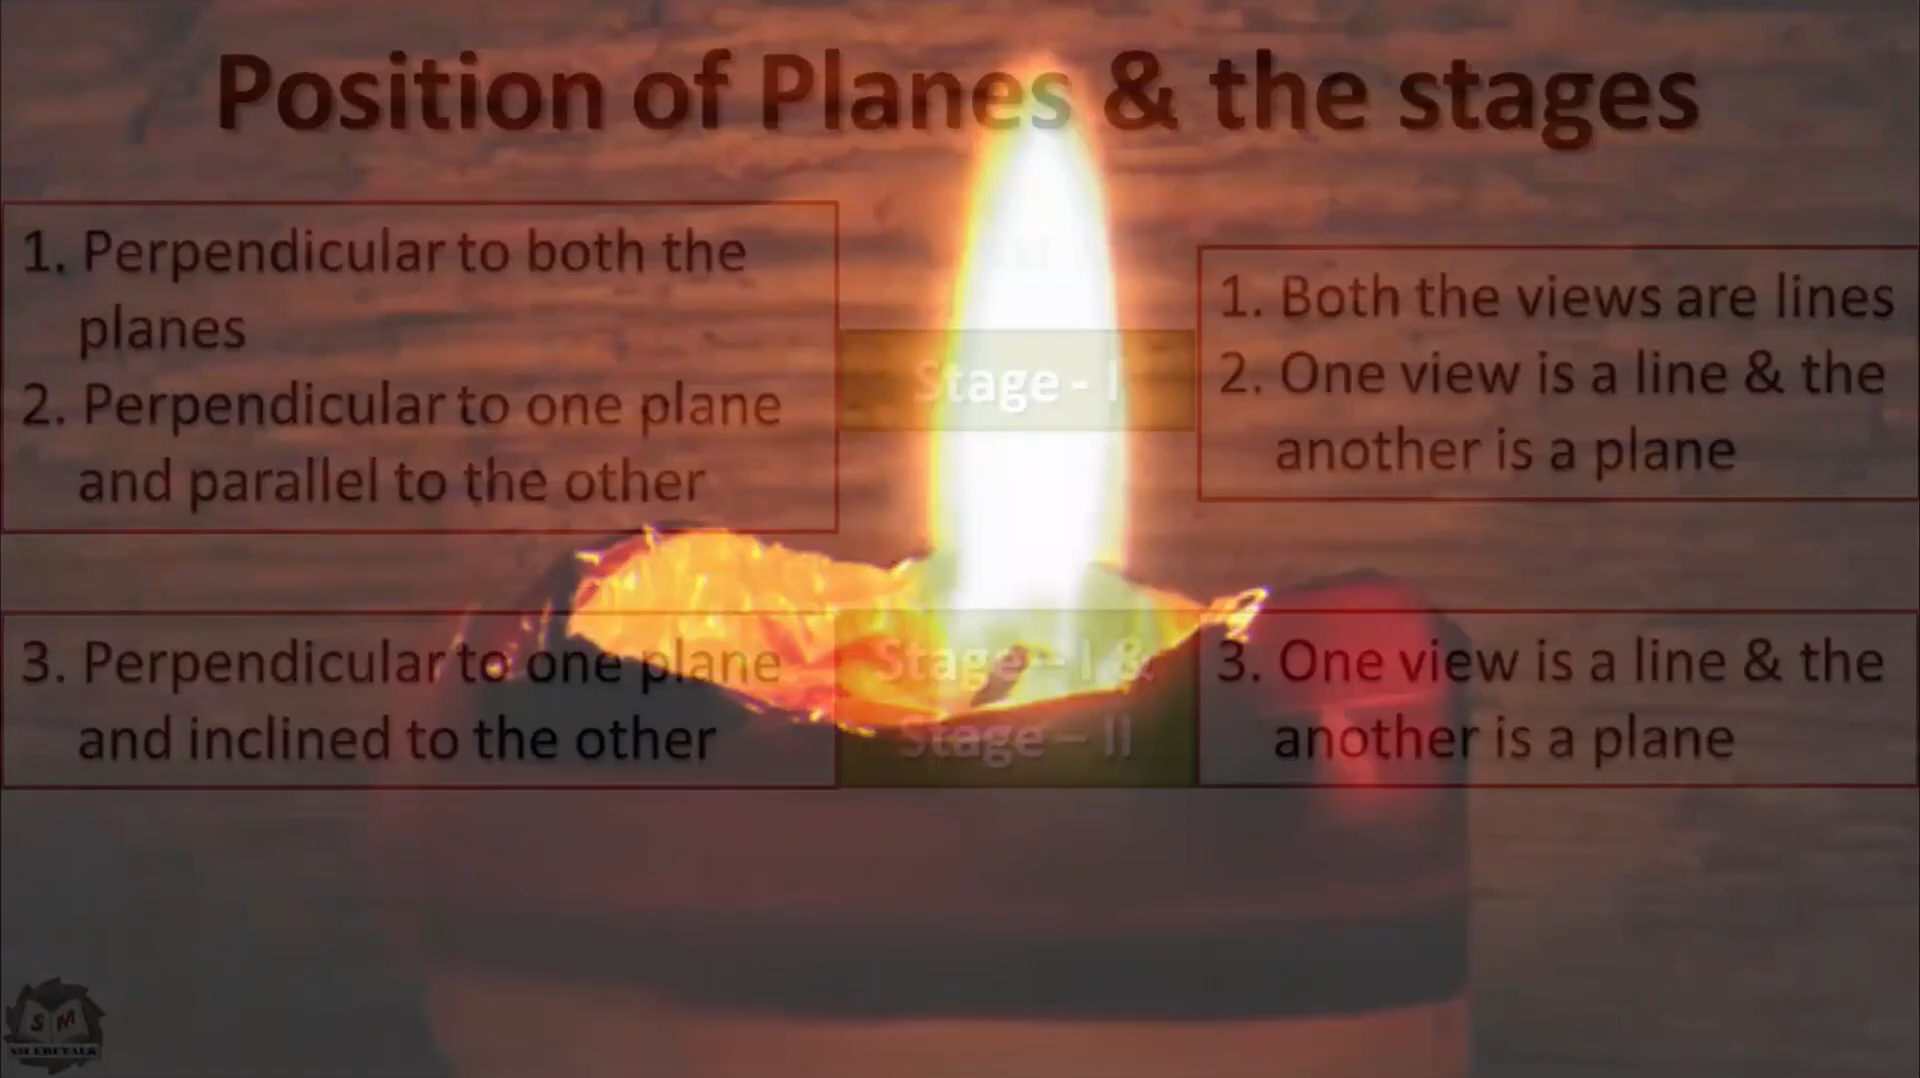 Position of Planes & the stages
1. Perpendicular to both the
planes
2. Perpendicular to one plane
and parallel to the other
Stage - I
1. Both the views are lines
2. One view is a line & the
another is a plane
3. Perpendicular to one plane
and inclined to the other
Stage – I &
Stage – II
3. One view is a line & the
another is a plane
S M
SM EDUTALK